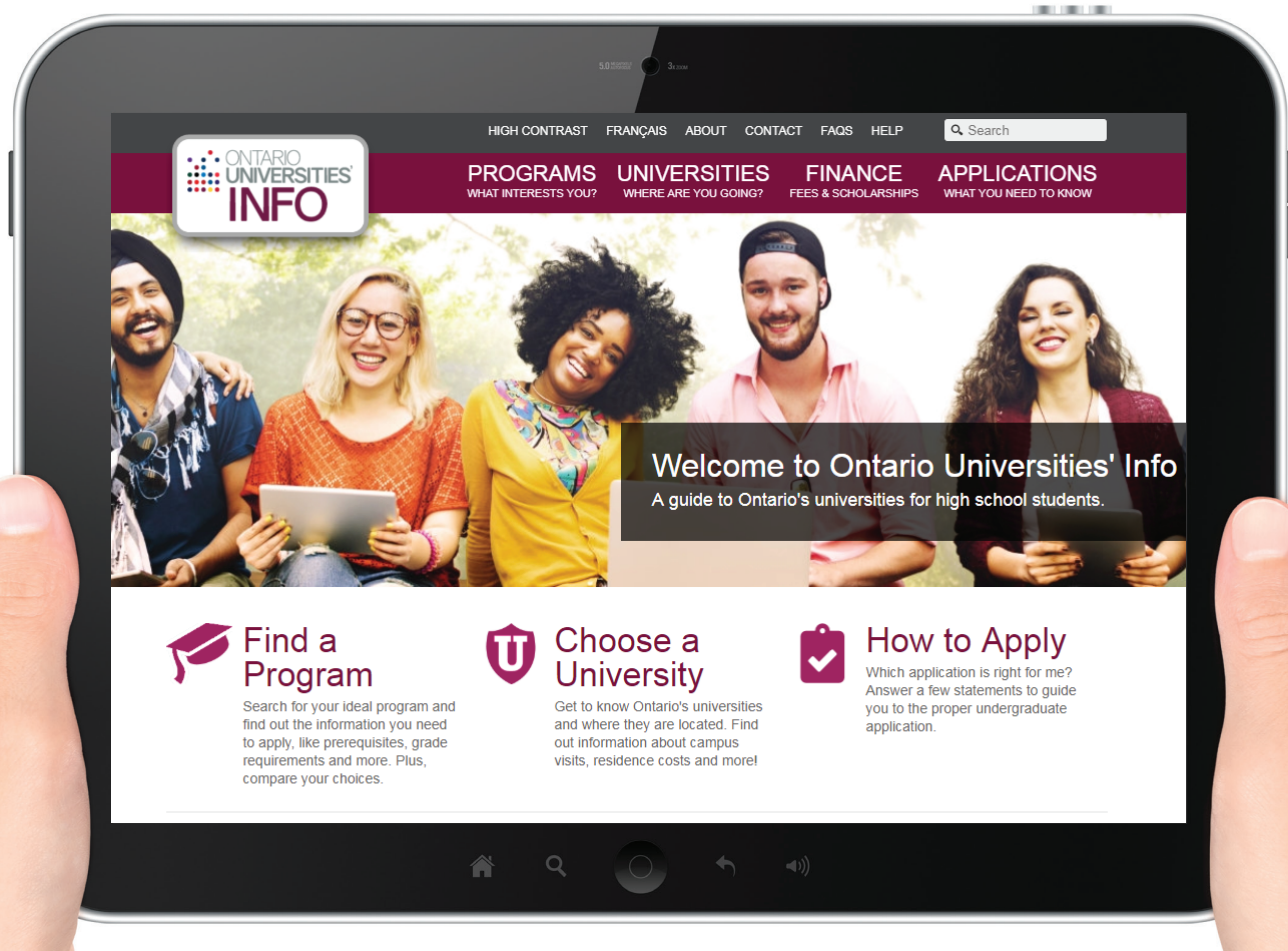 5.0
3
HIGH CONTRAST FRANÇAIS ABOUT CONTACT FAQS HELP Search
ONTARIO
UNIVERSITIES'
INFO
PROGRAMS UNIVERSITIES FINANCE APPLICATIONS
WHAT INTERESTS YOU? WHERE ARE YOU GOING? FEES & SCHOLARSHIPS WHAT YOU NEED TO KNOW
Welcome to Ontario Universities' Info
A guide to Ontario's universities for high school students.
Find a
Program
Search for your ideal program and
find out the information you need
to apply, like prerequisites, grade
requirements and more. Plus,
compare your choices.
U
Choose a
University
Get to know Ontario's universities
and where they are located. Find
out information about campus
visits, residence costs and more!
How to Apply
Which application is right for me?
Answer a few statements to guide
you to the proper undergraduate
application.